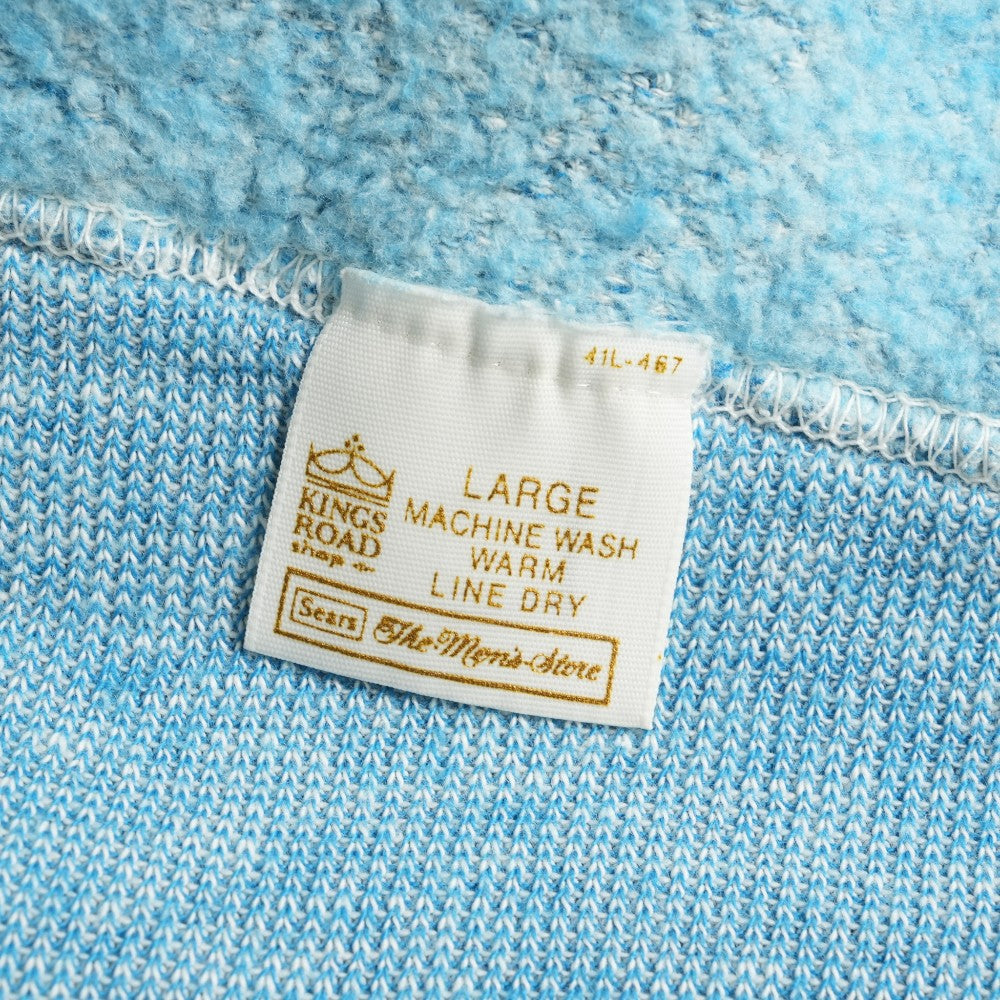 41L-467
KINGS
ROAD
shop
LARGE
MACHINE WASH
WARM
LINE DRY
Sears The Men's Store